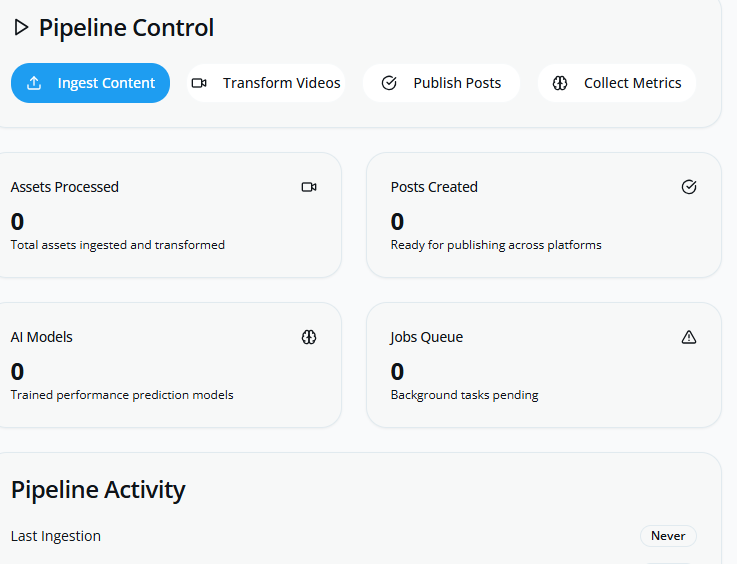 Pipeline Control
Ingest Content
Transform Videos
Publish Posts
Collect Metrics
Assets Processed
0
Total assets ingested and transformed
Posts Created
0
Ready for publishing across platforms
AI Models
0
Trained performance prediction models
Jobs Queue
0
Background tasks pending
Pipeline Activity
Last Ingestion
Never